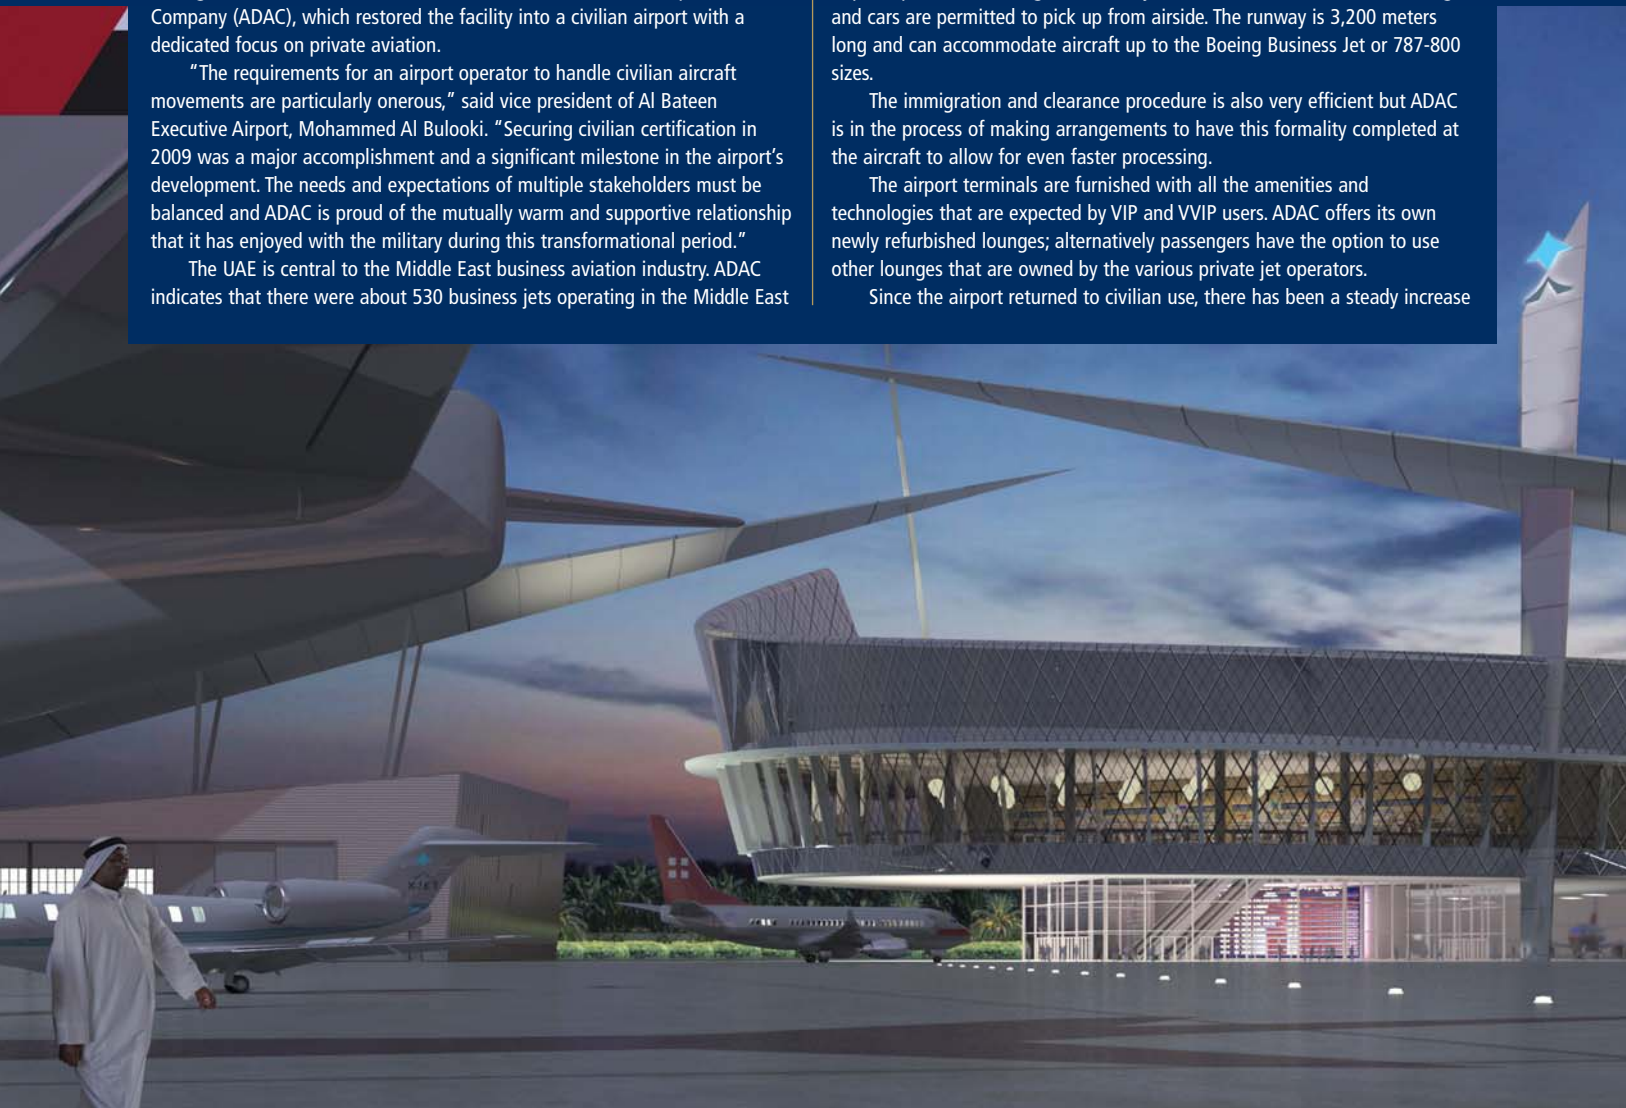 Company (ADAC), which restored the facility into a civilian airport with a
dedicated focus on private aviation.
“The requirements for an airport operator to handle civilian aircraft
movements are particularly onerous,” said vice president of Al Bateen
Executive Airport, Mohammed Al Bulooki. “Securing civilian certification in
2009 was a major accomplishment and a significant milestone in the airport’s
development. The needs and expectations of multiple stakeholders must be
balanced and ADAC is proud of the mutually warm and supportive relationship
that it has enjoyed with the military during this transformational period.”
The UAE is central to the Middle East business aviation industry. ADAC
indicates that there were about 530 business jets operating in the Middle East
and cars are permitted to pick up from airside. The runway is 3,200 meters
long and can accommodate aircraft up to the Boeing Business Jet or 787-800
sizes.
The immigration and clearance procedure is also very efficient but ADAC
is in the process of making arrangements to have this formality completed at
the aircraft to allow for even faster processing.
The airport terminals are furnished with all the amenities and
technologies that are expected by VIP and VVIP users. ADAC offers its own
newly refurbished lounges; alternatively passengers have the option to use
other lounges that are owned by the various private jet operators.
Since the airport returned to civilian use, there has been a steady increase